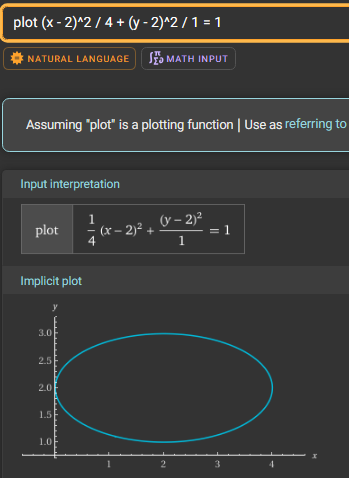 plot (x - 2)^2 / 4 + (y - 2)^2 / 1 = 1
NATURAL LANGUAGE
∫Σ∂π MATH INPUT
Assuming "plot" is a plotting function | Use as referring to
Input interpretation
plot 1/4 (x − 2)² + (y − 2)²/1 = 1
Implicit plot
y
3.0
2.5
2.0
1.5
1.0
1 2 3 4 x